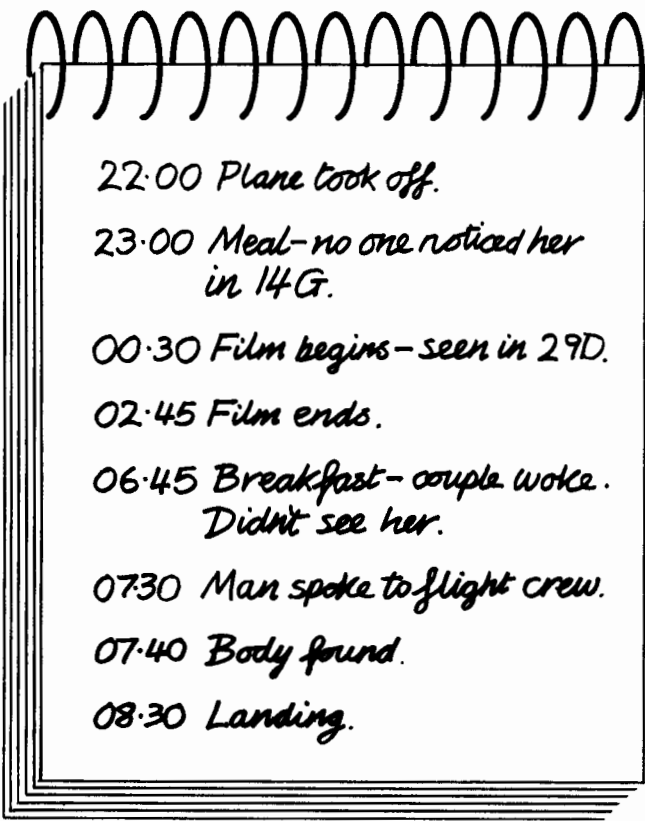 22·00 Plane took off.
23·00 Meal - no one noticed her
in 14G.
00·30 Film begins - seen in 29D.
02·45 Film ends.
06·45 Breakfast - couple woke.
Didn't see her.
07·30 Man spoke to flight crew.
07·40 Body found.
08·30 Landing.